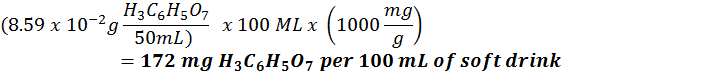 (8.59 x 10⁻²g H₃C₆H₅O₇ / 50mL) x 100 ML x (1000 mg/g)
= 172 mg H₃C₆H₅O₇ per 100 mL of soft drink